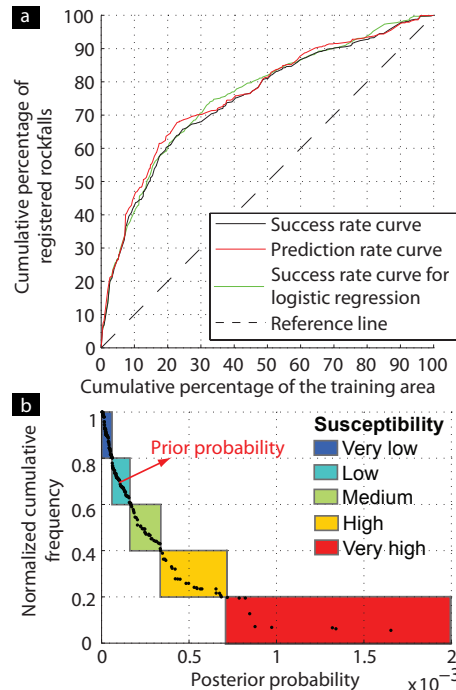 a
Cumulative percentage of
registered rockfalls
100
90
80
70
60
50
40
30
20
10
0
Success rate curve
Prediction rate curve
Success rate curve for
logistic regression
Reference line
0 10 20 30 40 50 60 70 80 90 100
Cumulative percentage of the training area
b
Normalized cumulative
frequency
1
0.8
0.6
0.4
0.2
0
Prior probability
Susceptibility
Very low
Low
Medium
High
Very high
0 0.5 1 1.5 2
Posterior probability ×10⁻³